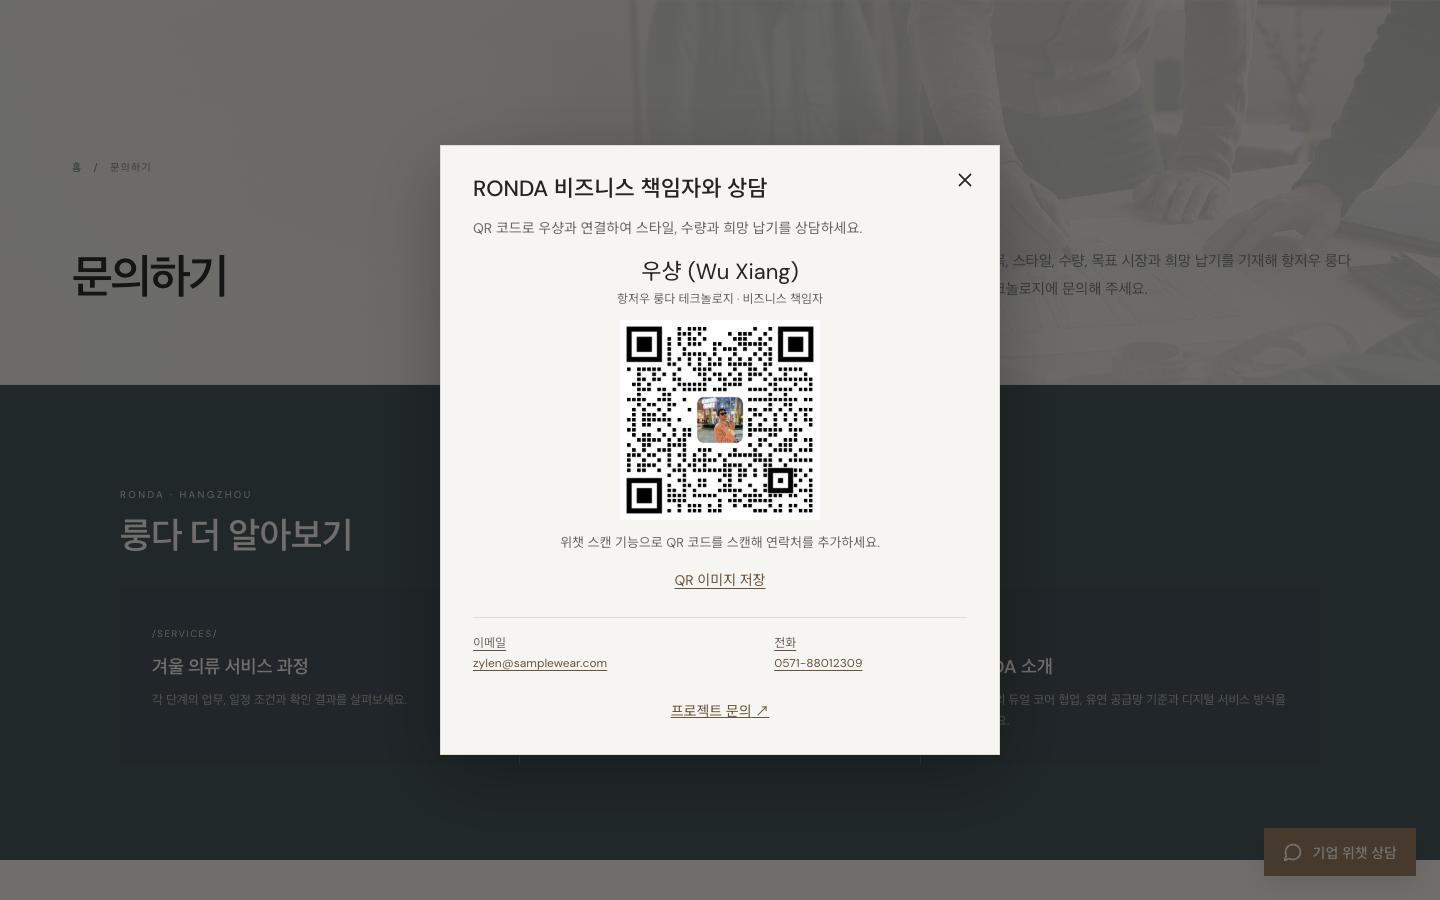 홈 / 문의하기
문의하기
스타일, 수량, 목표 시장과 희망 납기를 기재해 항저우 룽다
크놀로지에 문의해 주세요.
RONDA 비즈니스 책임자와 상담
QR 코드로 우샹과 연결하여 스타일, 수량과 희망 납기를 상담하세요.
우샹 (Wu Xiang)
항저우 룽다 테크놀로지 · 비즈니스 책임자
위챗 스캔 기능으로 QR 코드를 스캔해 연락처를 추가하세요.
QR 이미지 저장
이메일
zylen@samplewear.com
전화
0571-88012309
프로젝트 문의 ↗
RONDA · HANGZHOU
룽다 더 알아보기
/SERVICES/
겨울 의류 서비스 과정
각 단계의 업무, 일정 조건과 확인 결과를 살펴보세요.
DA 소개
듀얼 코어 협업, 유연 공급망 기준과 디지털 서비스 방식을
요.
기업 위챗 상담